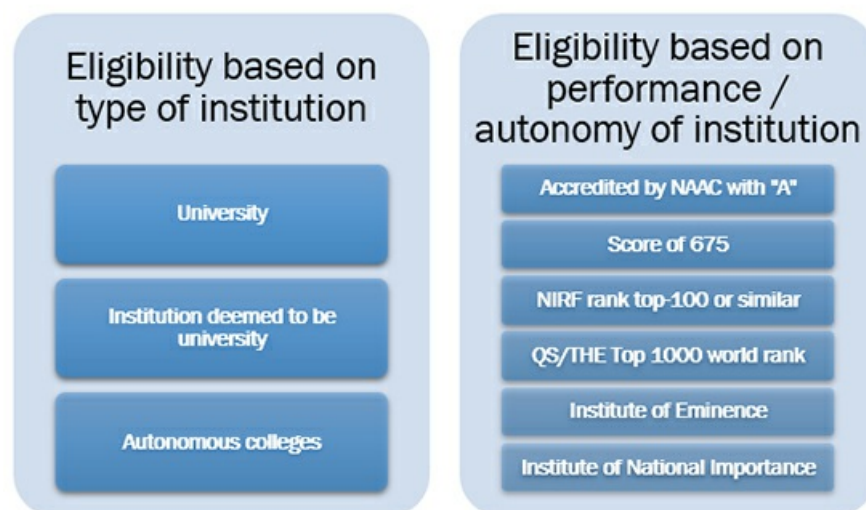 Eligibility based on
type of institution
University
Institution deemed to be
university
Autonomous colleges
Eligibility based on
performance /
autonomy of institution
Accredited by NAAC with "A"
Score of 675
NIRF rank top-100 or similar
QS/THE Top 1000 world rank
Institute of Eminence
Institute of National Importance